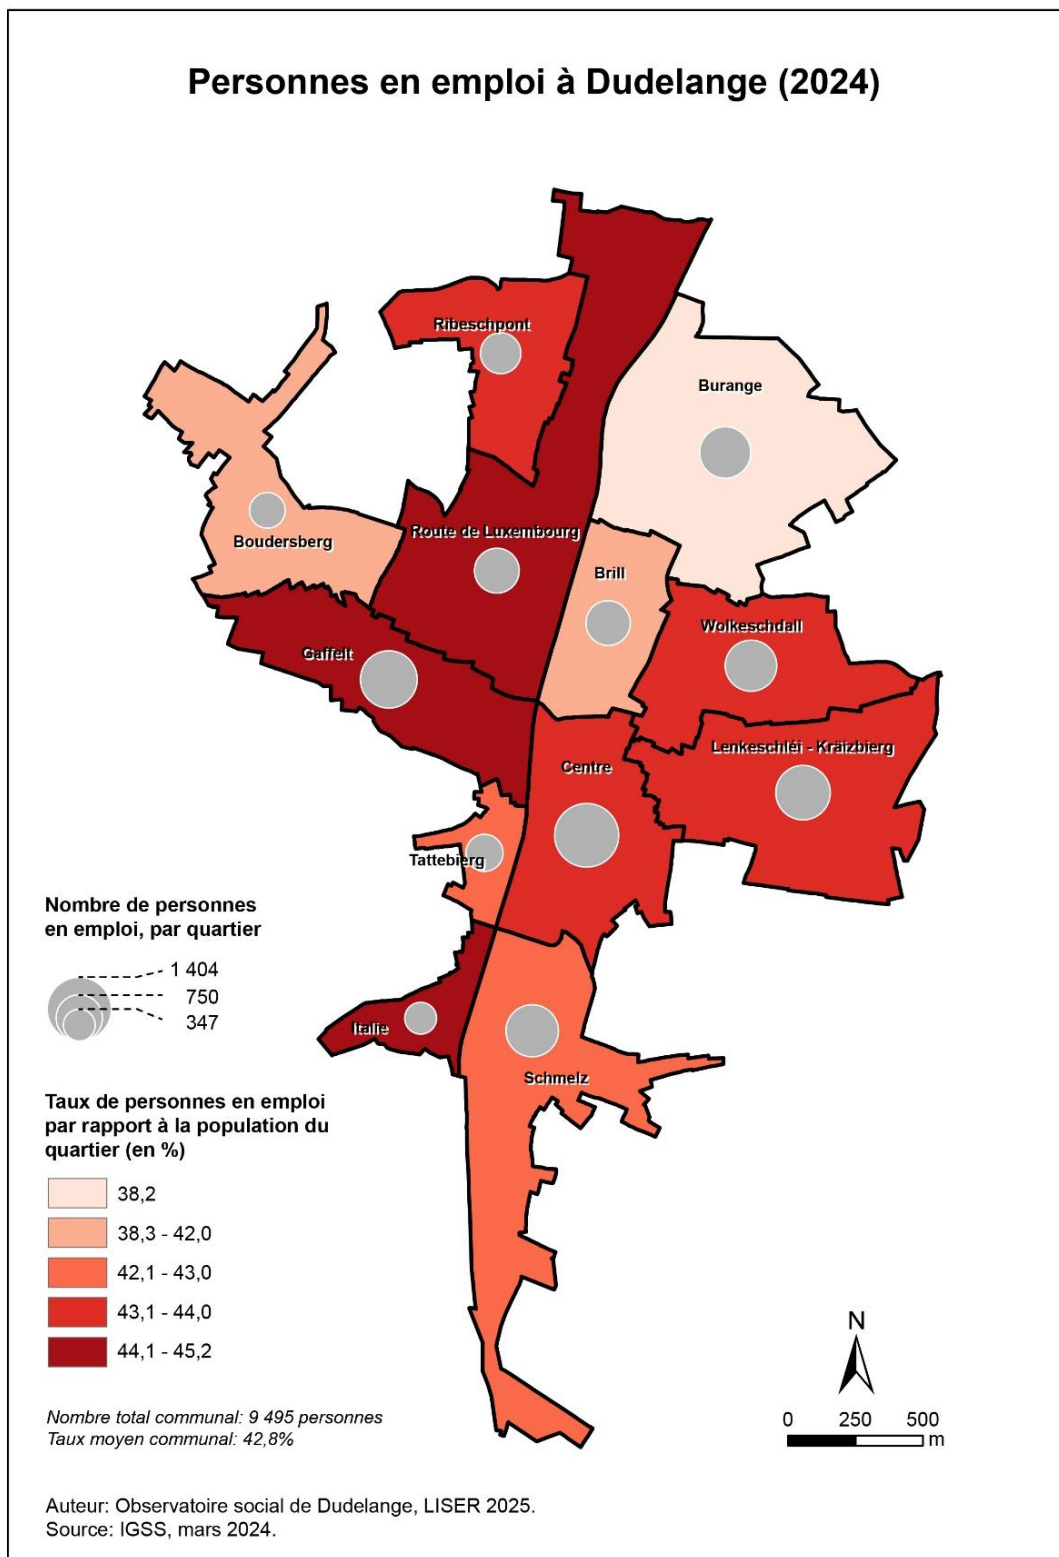 Personnes en emploi à Dudelange (2024)
Ribeschpont
Burange
Boudersberg
Route de Luxembourg
Brill
Wolkeschdall
Gaffelt
Lenkeschléi - Kräizbierg
Centre
Tattebierg
Italie
Schmelz
Nombre de personnes
en emploi, par quartier
1 404
750
347
Taux de personnes en emploi
par rapport à la population du
quartier (en %)
38,2
38,3 - 42,0
42,1 - 43,0
43,1 - 44,0
44,1 - 45,2
Nombre total communal: 9 495 personnes
Taux moyen communal: 42,8%
N
0 250 500
m
Auteur: Observatoire social de Dudelange, LISER 2025.
Source: IGSS, mars 2024.